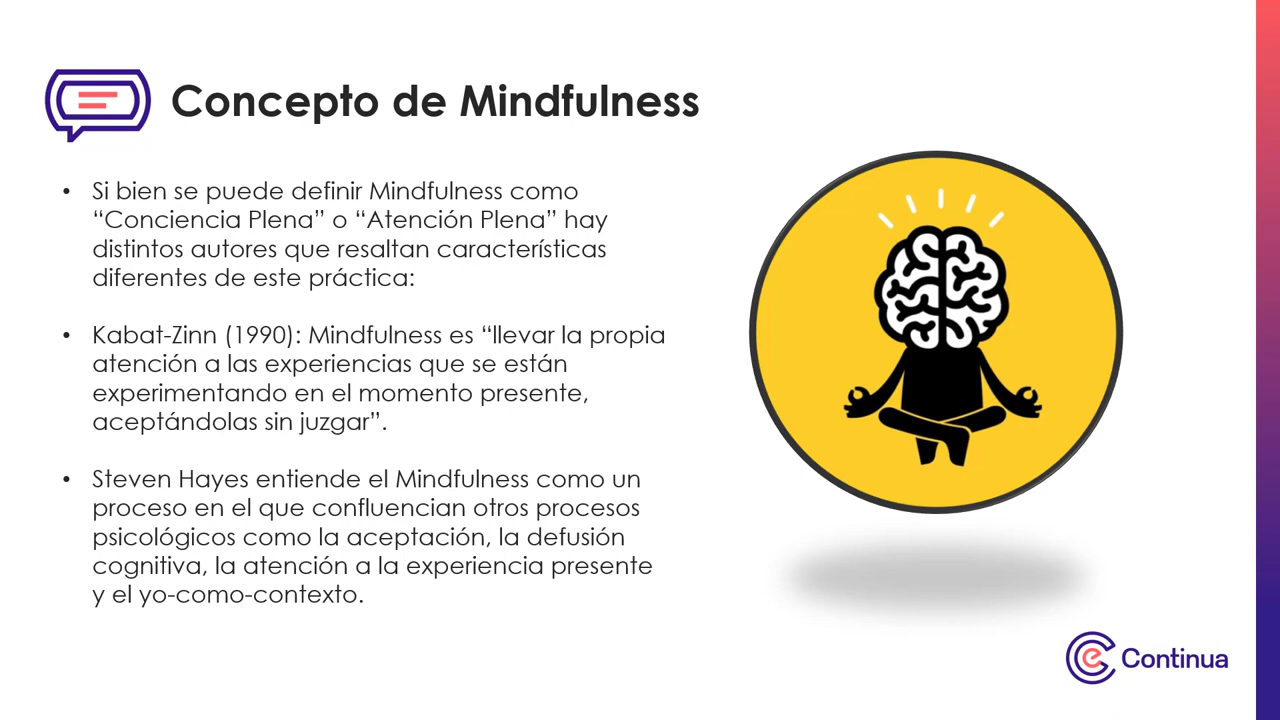 Concepto de Mindfulness
• Si bien se puede definir Mindfulness como
“Conciencia Plena” o “Atención Plena” hay
distintos autores que resaltan características
diferentes de este práctica:
• Kabat-Zinn (1990): Mindfulness es “llevar la propia
atención a las experiencias que se están
experimentando en el momento presente,
aceptándolas sin juzgar”.
• Steven Hayes entiende el Mindfulness como un
proceso en el que confluencian otros procesos
psicológicos como la aceptación, la defusión
cognitiva, la atención a la experiencia presente
y el yo-como-contexto.
e Continua